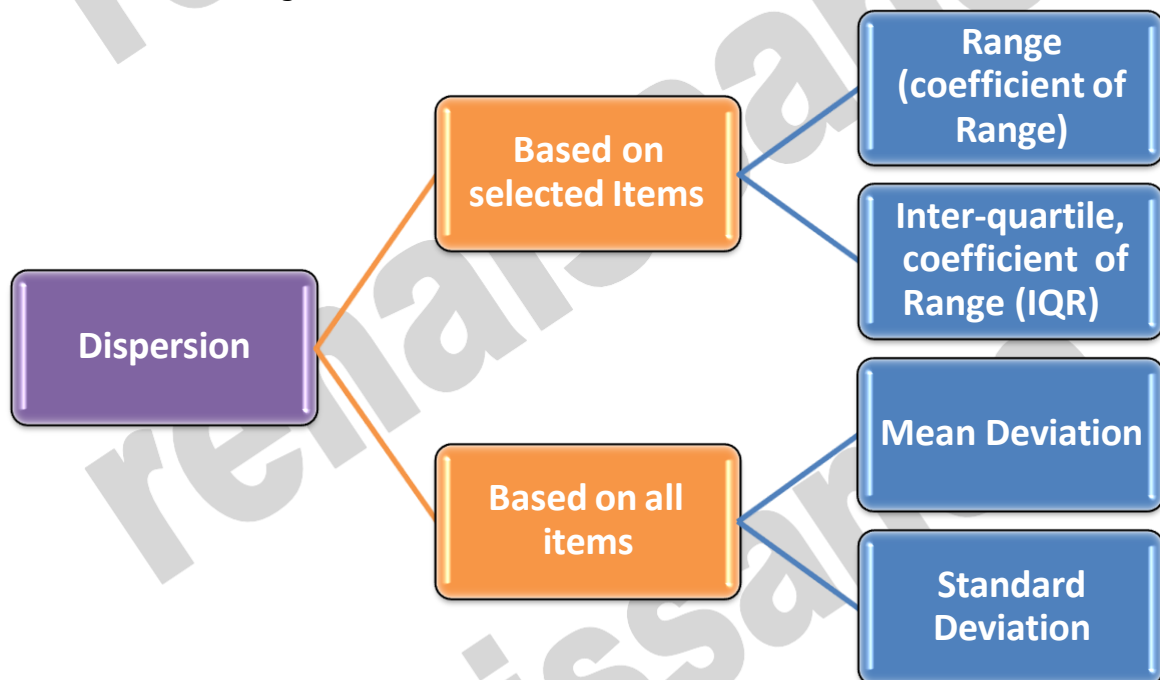 Range
(coefficient of
Range)
Based on
selected Items
Inter-quartile,
coefficient of
Range (IQR)
Dispersion
Mean Deviation
Based on all
items
Standard
Deviation